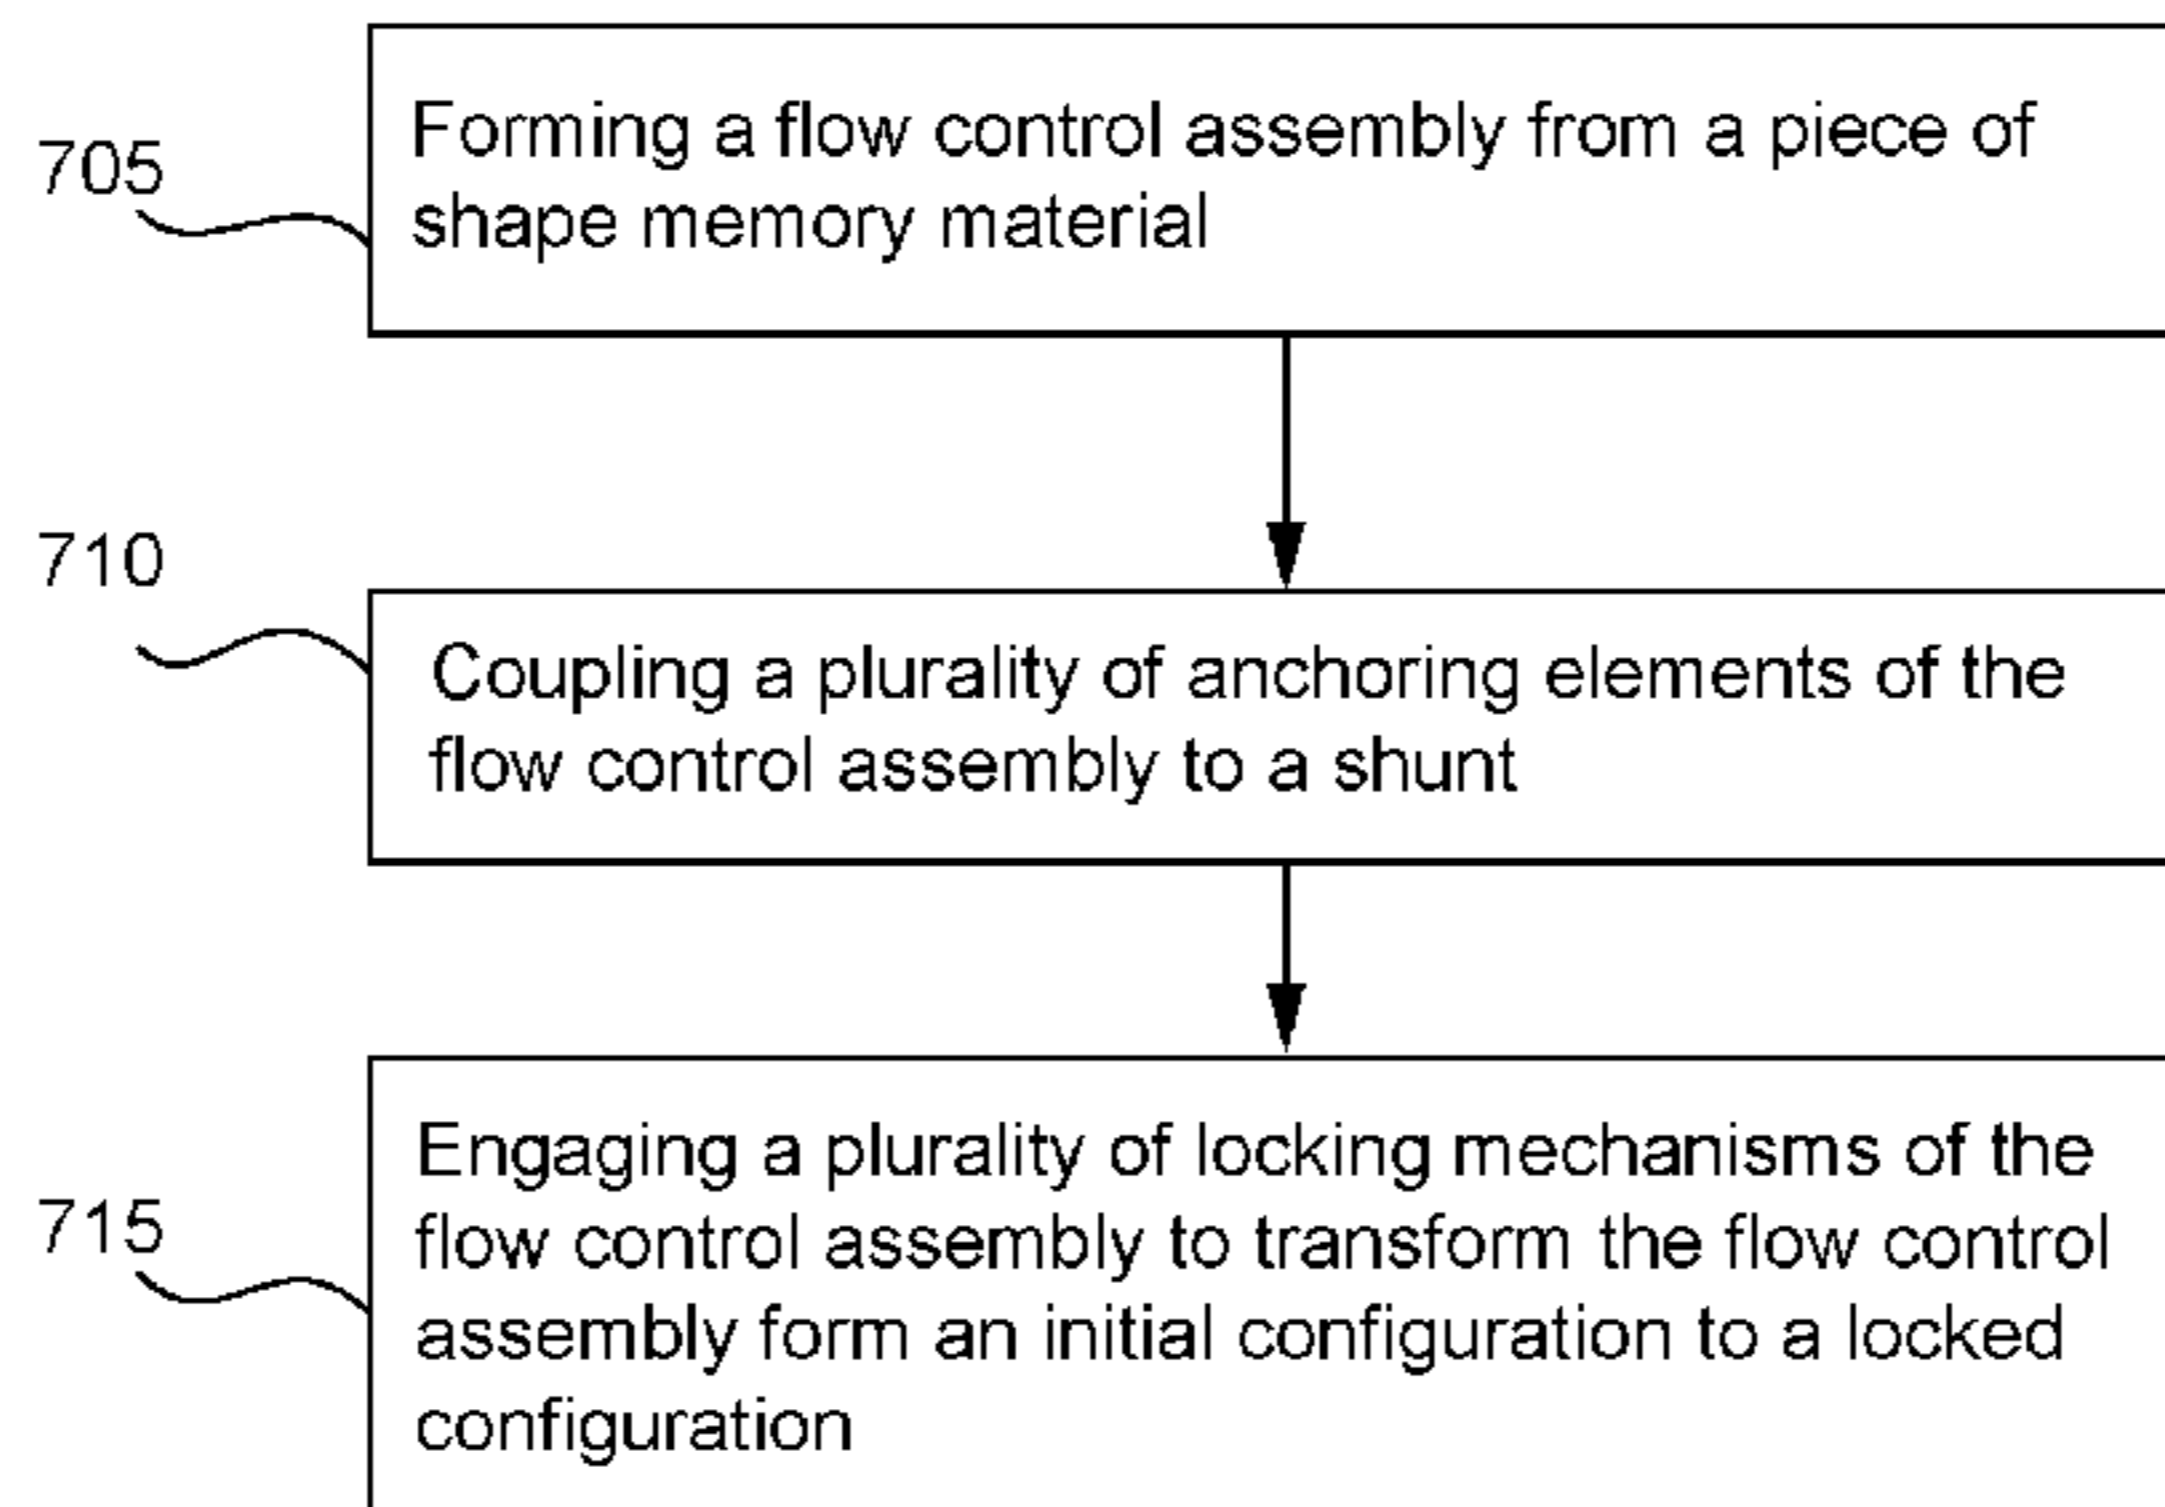 705
Forming a flow control assembly from a piece of
shape memory material
710
Coupling a plurality of anchoring elements of the
flow control assembly to a shunt
715
Engaging a plurality of locking mechanisms of the
flow control assembly to transform the flow control
assembly form an initial configuration to a locked
configuration